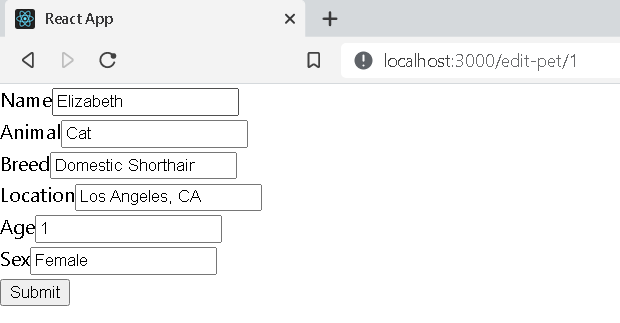 React App
localhost:3000/edit-pet/1
Name Elizabeth
Animal Cat
Breed Domestic Shorthair
Location Los Angeles, CA
Age 1
Sex Female
Submit